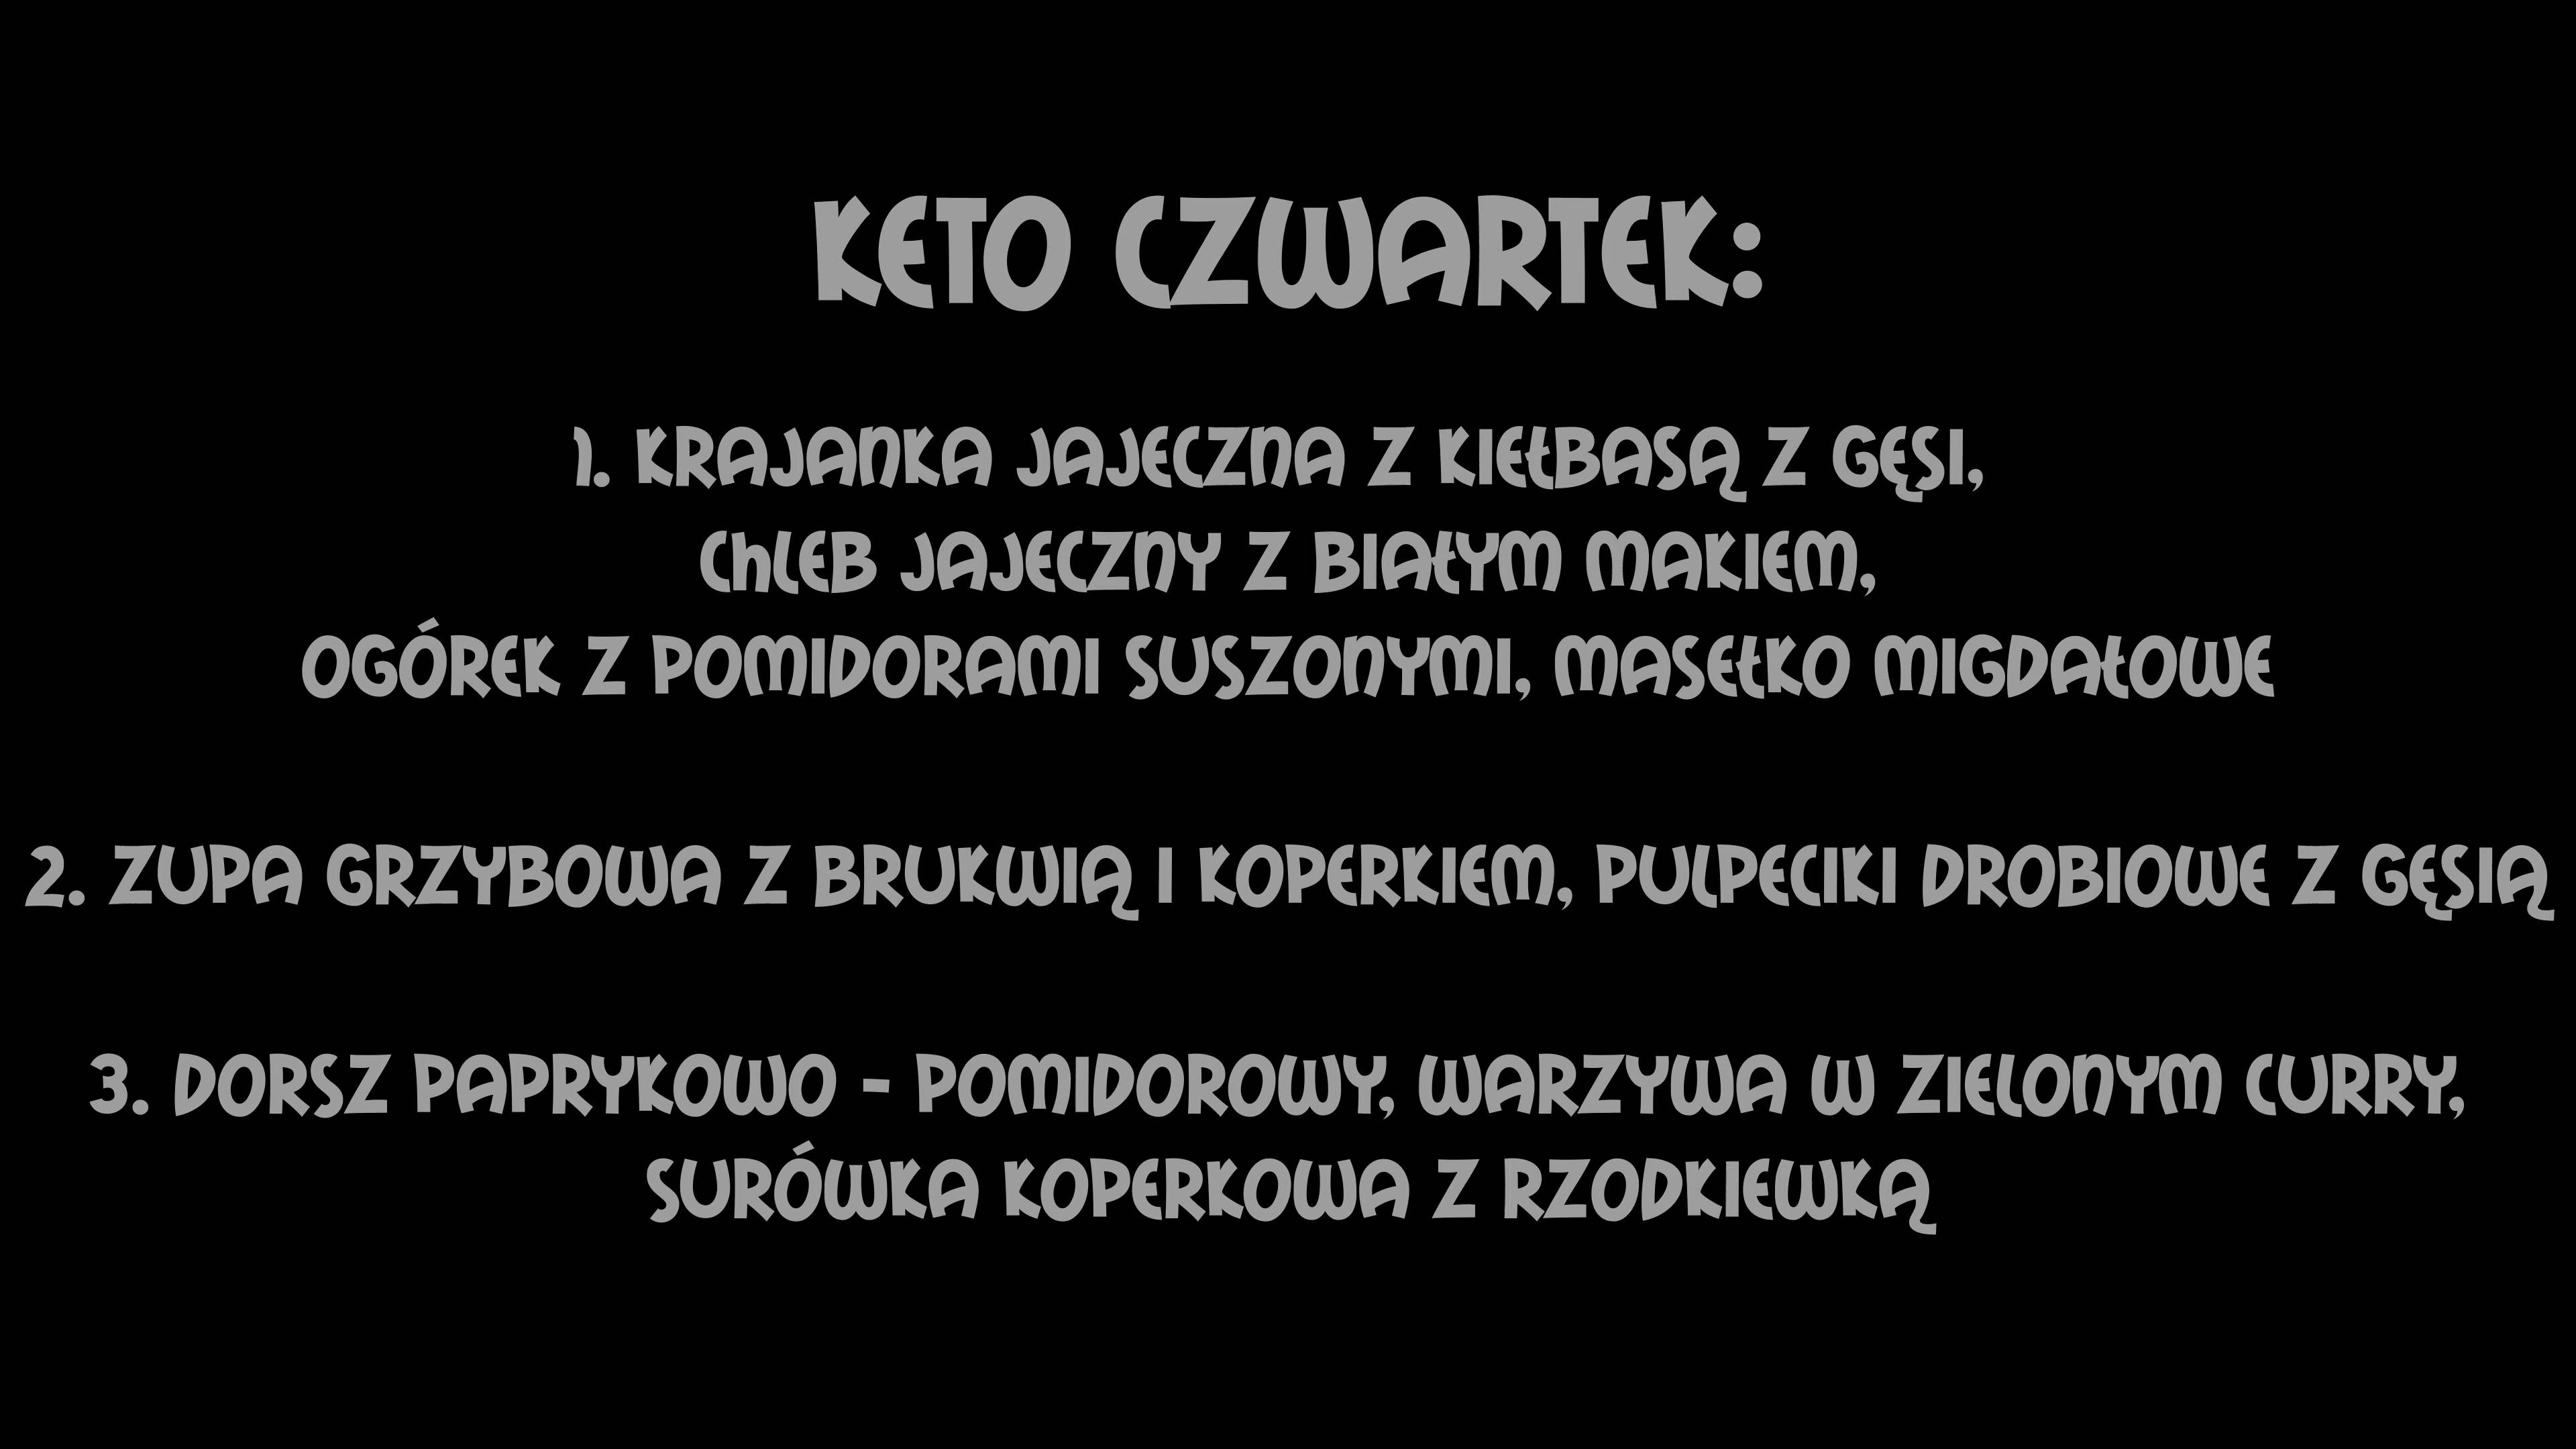 KETO CZWARTEK:
1. KRAJANKA JAJECZNA Z KIEŁBASĄ Z GĘSI,
ChLEB JAJECZNY Z BIAŁYM MAKIEM,
OGÓREK Z POMIDORAMI SUSZONYMI, MASEŁKO MIGDAŁOWE
2. ZUPA GRZYBOWA Z BRUKWIĄ I KOPERKIEM, PULPECIKI DROBIOWE Z GĘSIĄ
3. DORSZ PAPRYKOWO - POMIDOROWY, WARZYWA W ZIELONYM CURRY,
SURÓWKA KOPERKOWA Z RZODKIEWKĄ